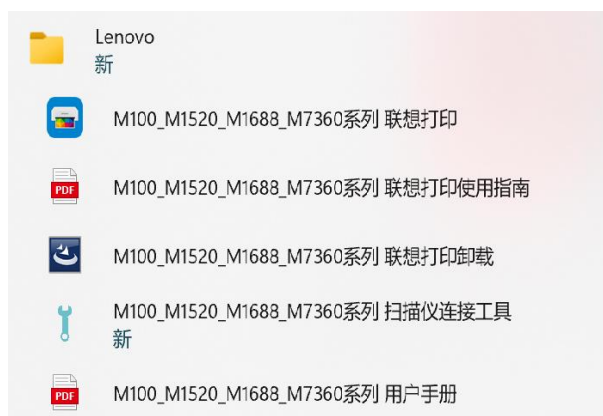 Lenovo
新
M100_M1520_M1688_M7360系列 联想打印
PDF
M100_M1520_M1688_M7360系列 联想打印使用指南
M100_M1520_M1688_M7360系列 联想打印卸载
M100_M1520_M1688_M7360系列 扫描仪连接工具
新
PDF
M100_M1520_M1688_M7360系列 用户手册